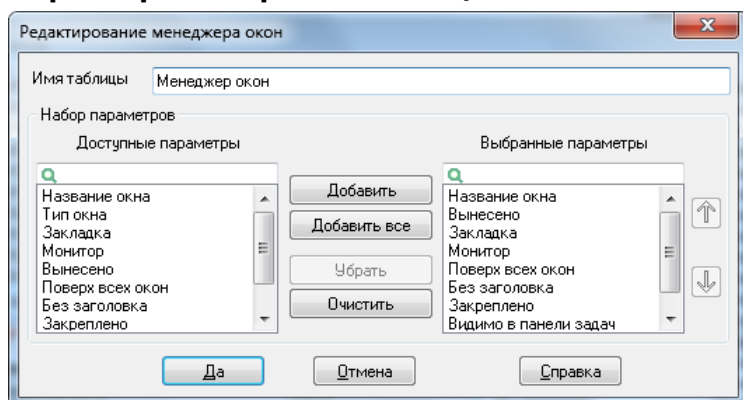 Редактирование менеджера окон
Имя таблицы Менеджер окон
Набор параметров
Доступные параметры
Название окна
Тип окна
Закладка
Монитор
Вынесено
Поверх всех окон
Без заголовка
Закреплено
Добавить
Добавить все
Убрать
Очистить
Выбранные параметры
Название окна
Вынесено
Закладка
Монитор
Поверх всех окон
Без заголовка
Закреплено
Видимо в панели задач
Да
Отмена
Справка